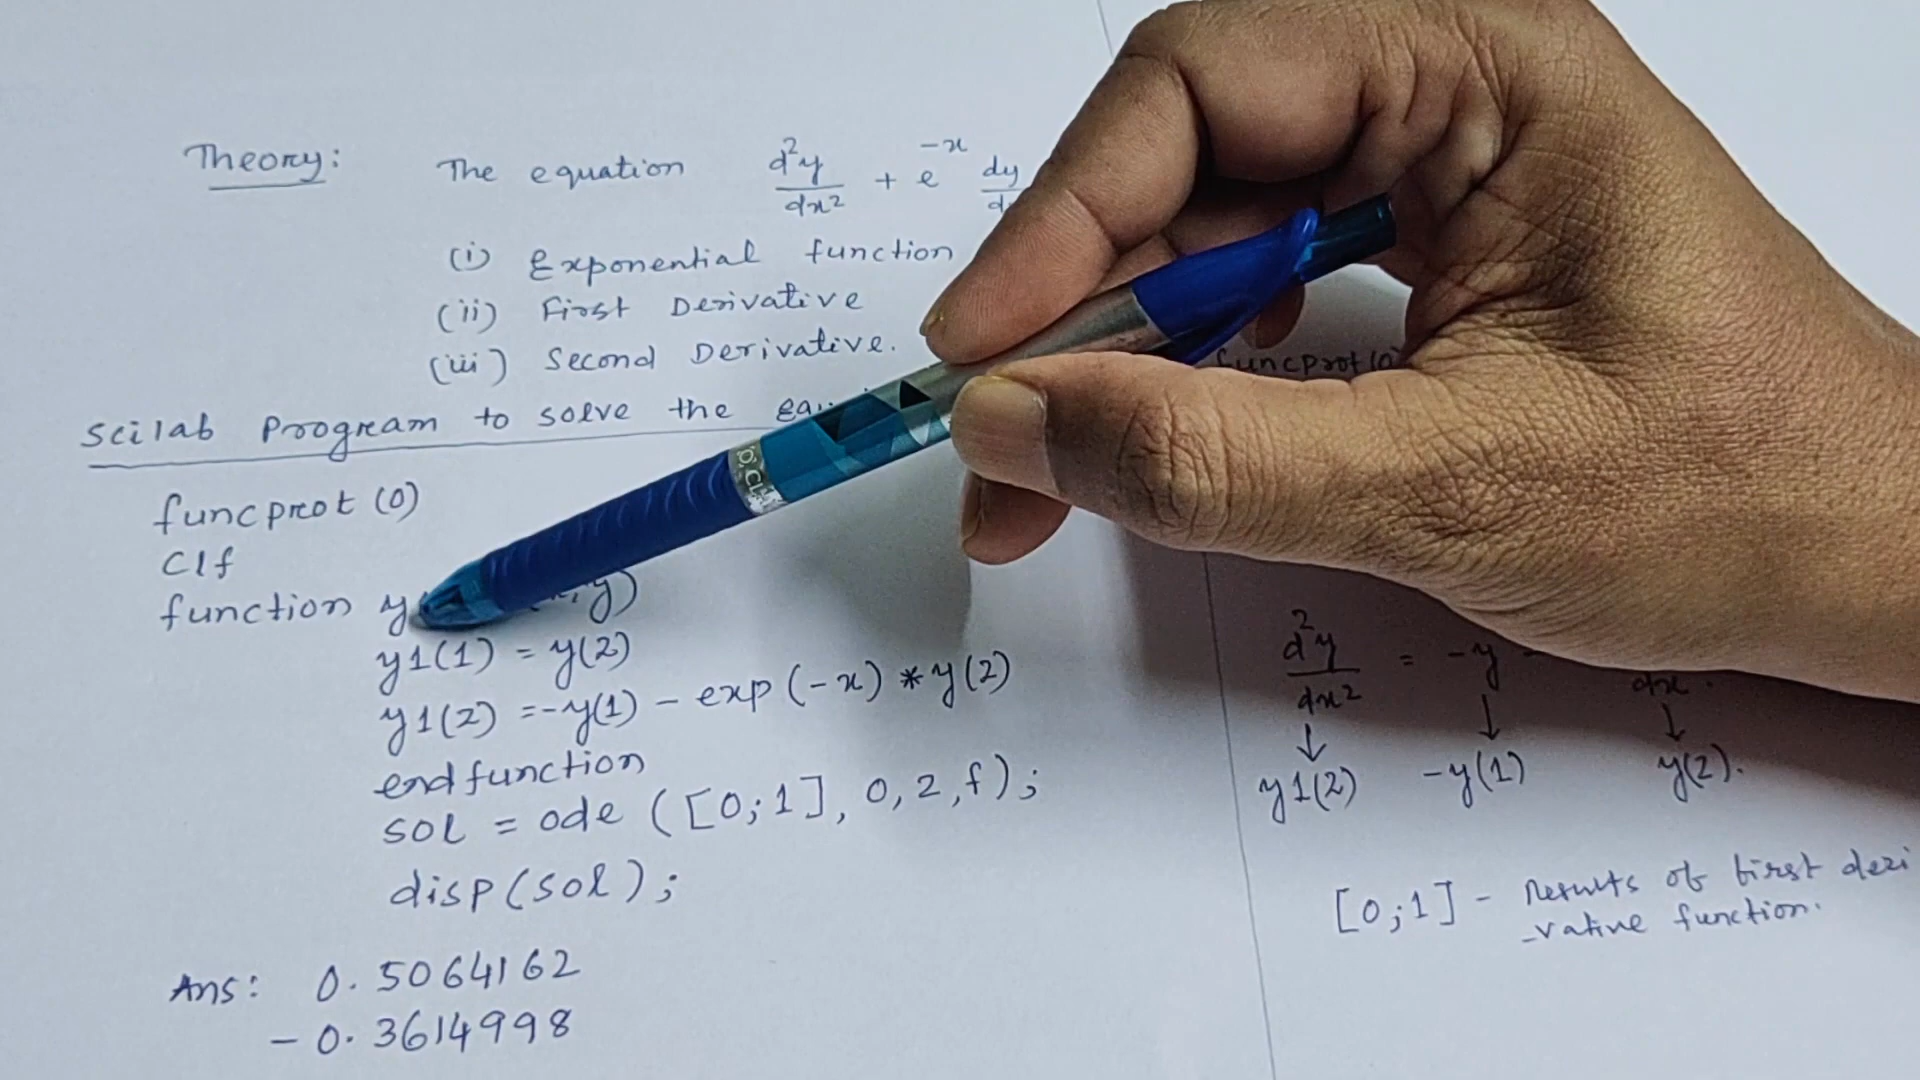 Theory: The equation d²y/dx² + e^-x dy
(i) Exponential function
(ii) First Derivative
(iii) Second Derivative.
Scilab Program to solve the
funcprot(0)
clf
function y , y)
y1(1) = y(2)
y1(2) = -y(1) - exp(-x) * y(2)
endfunction
sol = ode ([0;1], 0, 2, f);
disp(sol);
Ans: 0.5064162
-0.3614998
funcprot(0
d²y/dx² = -y - dx.
↓ ↓ ↓
y1(2) -y(1) y(2).
[0;1] - Results of first deri
-vative function.